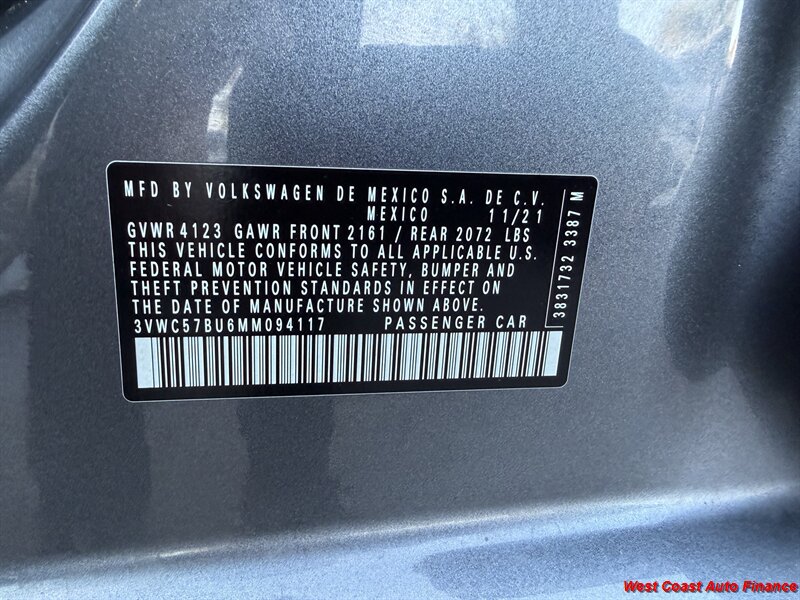 MFD BY VOLKSWAGEN DE MEXICO S.A. DE C.V.
MEXICO 11/21
GVWR 4123 GAWR FRONT 2161 / REAR 2072 LBS
THIS VEHICLE CONFORMS TO ALL APPLICABLE U.S.
FEDERAL MOTOR VEHICLE SAFETY, BUMPER AND
THEFT PREVENTION STANDARDS IN EFFECT ON
THE DATE OF MANUFACTURE SHOWN ABOVE.
3VWC57BU6MM094117 PASSENGER CAR
3831732 3387 M
West Coast Auto Finance